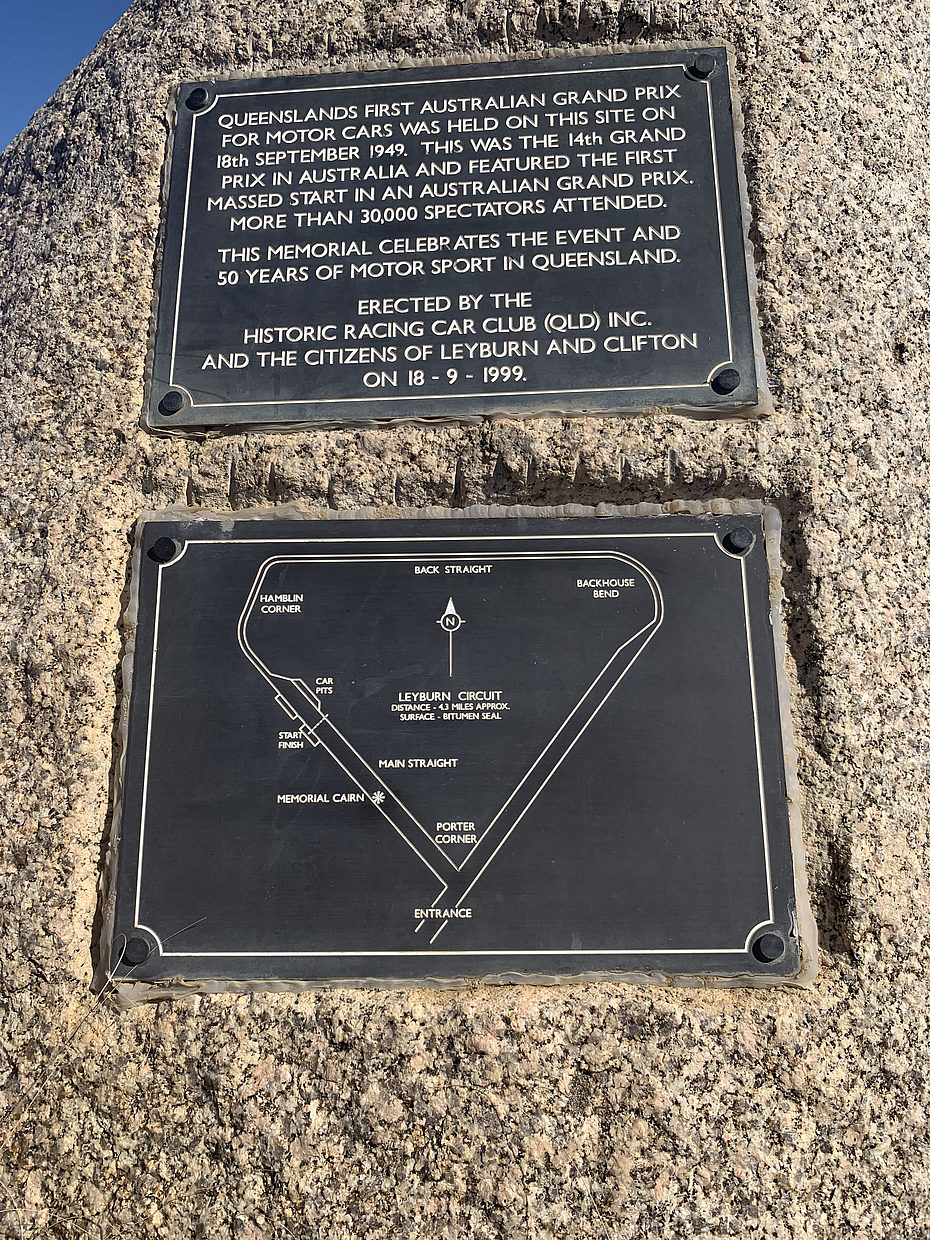 QUEENSLANDS FIRST AUSTRALIAN GRAND PRIX
FOR MOTOR CARS WAS HELD ON THIS SITE ON
18th SEPTEMBER 1949. THIS WAS THE 14th GRAND
PRIX IN AUSTRALIA AND FEATURED THE FIRST
MASSED START IN AN AUSTRALIAN GRAND PRIX.
MORE THAN 30,000 SPECTATORS ATTENDED.
THIS MEMORIAL CELEBRATES THE EVENT AND
50 YEARS OF MOTOR SPORT IN QUEENSLAND.
ERECTED BY THE
HISTORIC RACING CAR CLUB (QLD) INC.
AND THE CITIZENS OF LEYBURN AND CLIFTON
ON 18 - 9 - 1999.
BACK STRAIGHT
BACKHOUSE
BEND
HAMBLIN
CORNER
N
CAR
PITS
LEYBURN CIRCUIT
DISTANCE - 4.3 MILES APPROX.
SURFACE - BITUMEN SEAL
START
FINISH
MAIN STRAIGHT
MEMORIAL CAIRN
PORTER
CORNER
ENTRANCE